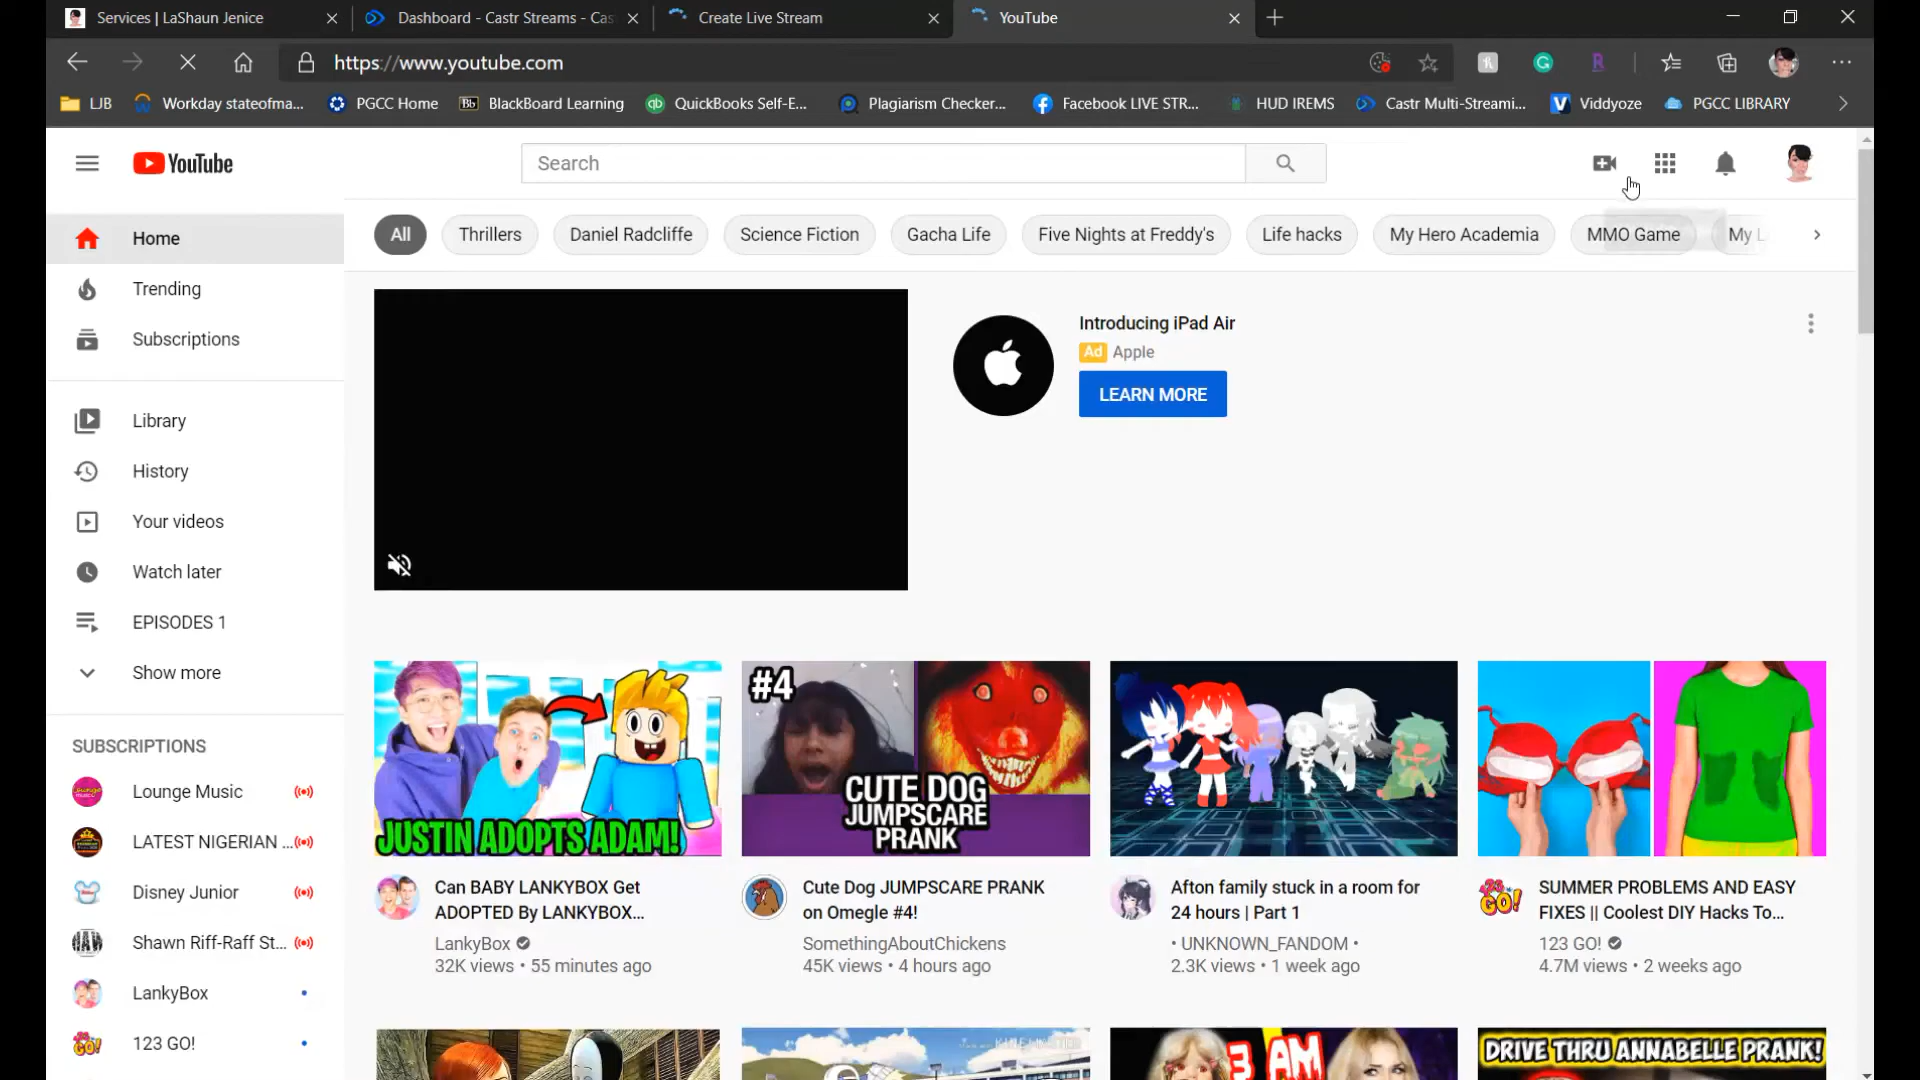 Services | LaShaun Jenice
Dashboard - Castr Streams - Cas
Create Live Stream
YouTube
https://www.youtube.com
LJB
Workday stateofma...
PGCC Home
Bb BlackBoard Learning
qb QuickBooks Self-E...
Plagiarism Checker...
Facebook LIVE STR...
HUD IREMS
Castr Multi-Streami...
V Viddyoze
PGCC LIBRARY
YouTube
Search
Home
Trending
Subscriptions
Library
History
Your videos
Watch later
EPISODES 1
Show more
SUBSCRIPTIONS
Lounge Music
LATEST NIGERIAN ...
Disney Junior
Shawn Riff-Raff St...
LankyBox
123 GO!
All
Thrillers
Daniel Radcliffe
Science Fiction
Gacha Life
Five Nights at Freddy's
Life hacks
My Hero Academia
MMO Game
My L
Introducing iPad Air
Ad Apple
LEARN MORE
JUSTIN ADOPTS ADAM!
Can BABY LANKYBOX Get
ADOPTED By LANKYBOX...
LankyBox
32K views • 55 minutes ago
#4
CUTE DOG
JUMPSCARE
PRANK
Cute Dog JUMPSCARE PRANK
on Omegle #4!
SomethingAboutChickens
45K views • 4 hours ago
Afton family stuck in a room for
24 hours | Part 1
• UNKNOWN_FANDOM •
2.3K views • 1 week ago
123
GO!
SUMMER PROBLEMS AND EASY
FIXES || Coolest DIY Hacks To...
123 GO!
4.7M views • 2 weeks ago
3 AM
DRIVE THRU ANNABELLE PRANK!